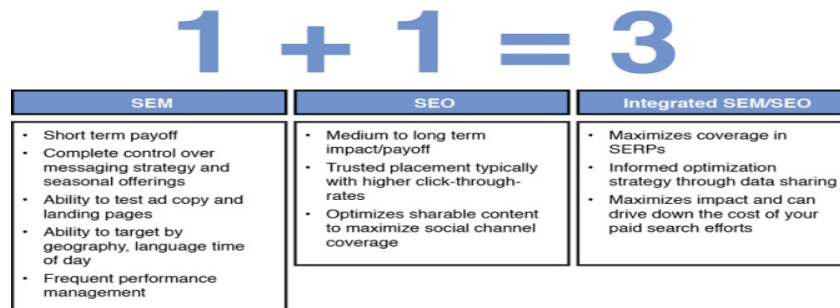 1 + 1 = 3
SEM
• Short term payoff
• Complete control over
messaging strategy and
seasonal offerings
• Ability to test ad copy and
landing pages
• Ability to target by
geography, language time
of day
• Frequent performance
management
SEO
• Medium to long term
impact/payoff
• Trusted placement typically
with higher click-through-
rates
• Optimizes sharable content
to maximize social channel
coverage
Integrated SEM/SEO
• Maximizes coverage in
SERPs
• Informed optimization
strategy through data sharing
• Maximizes impact and can
drive down the cost of your
paid search efforts